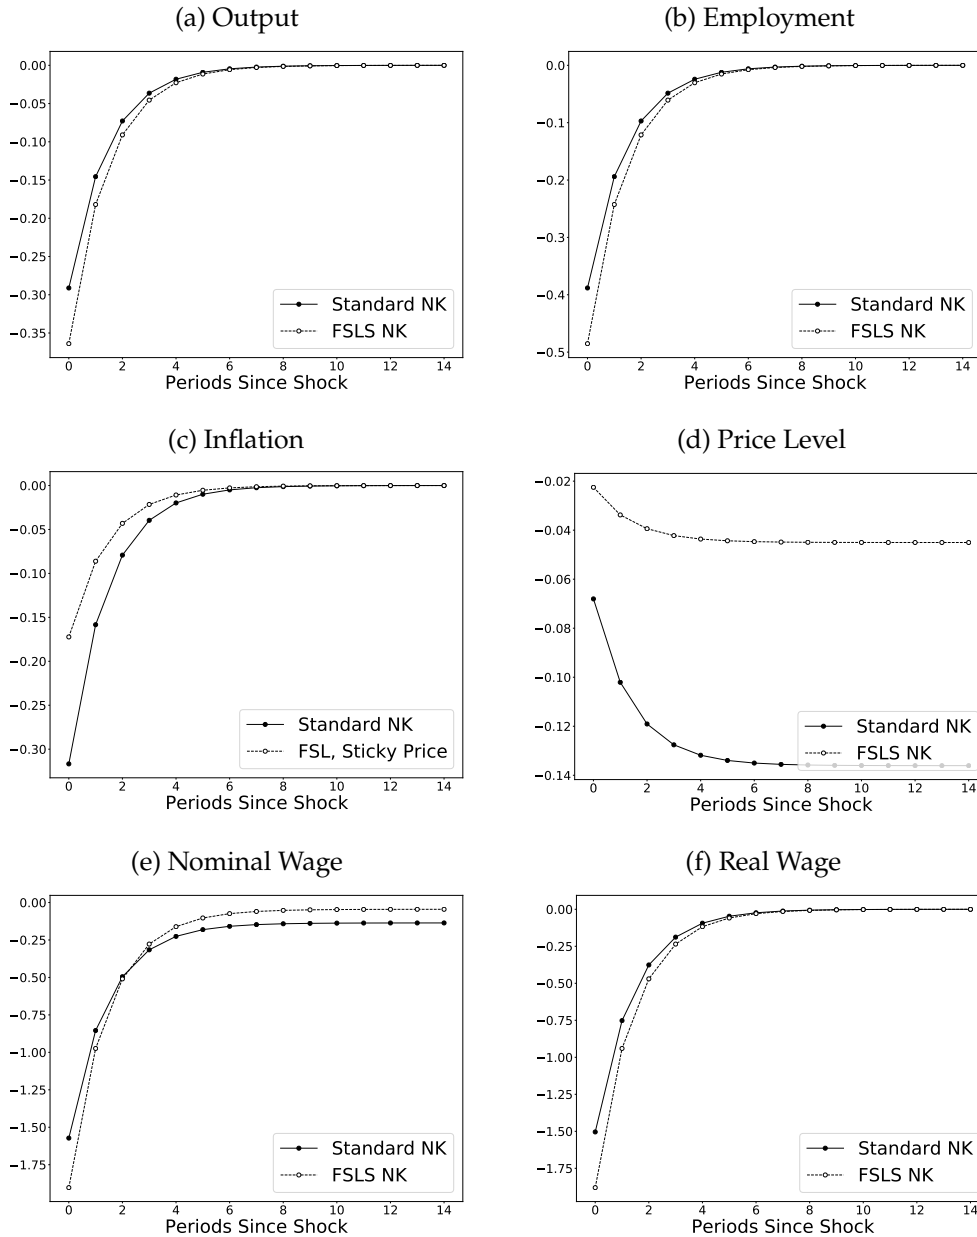 (a) Output
(b) Employment
0.00
−0.05
−0.10
−0.15
−0.20
−0.25
−0.30
−0.35
Standard NK
FSLS NK
0 2 4 6 8 10 12 14
Periods Since Shock
0.0
−0.1
−0.2
−0.3
−0.4
−0.5
Standard NK
FSLS NK
0 2 4 6 8 10 12 14
Periods Since Shock
(c) Inflation
(d) Price Level
0.00
−0.05
−0.10
−0.15
−0.20
−0.25
−0.30
Standard NK
FSL, Sticky Price
0 2 4 6 8 10 12 14
Periods Since Shock
−0.02
−0.04
−0.06
−0.08
−0.10
−0.12
−0.14
Standard NK
FSLS NK
0 2 4 6 8 10 12 14
Periods Since Shock
(e) Nominal Wage
(f) Real Wage
0.00
−0.25
−0.50
−0.75
−1.00
−1.25
−1.50
−1.75
Standard NK
FSLS NK
0 2 4 6 8 10 12 14
Periods Since Shock
0.00
−0.25
−0.50
−0.75
−1.00
−1.25
−1.50
−1.75
Standard NK
FSLS NK
0 2 4 6 8 10 12 14
Periods Since Shock